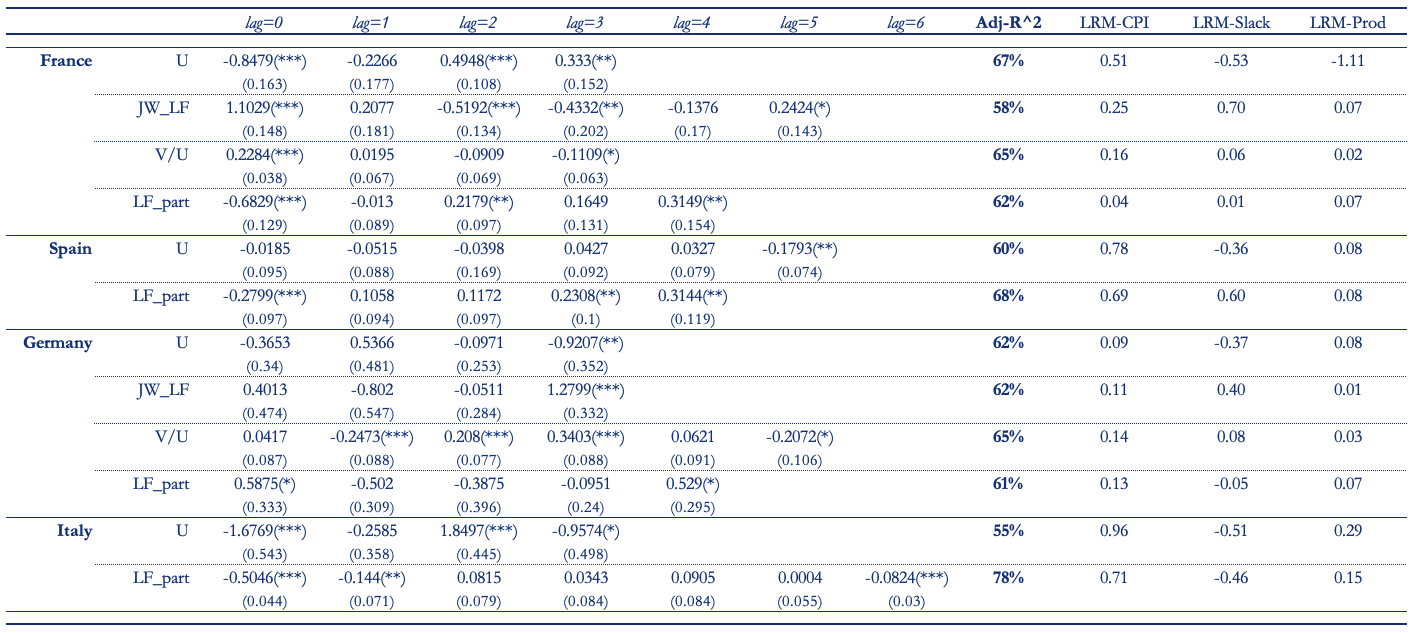 lag=0 lag=1 lag=2 lag=3 lag=4 lag=5 lag=6 Adj-R^2 LRM-CPI LRM-Slack LRM-Prod
France U -0.8479(***) -0.2266 0.4948(***) 0.333(**) 67% 0.51 -0.53 -1.11
(0.163) (0.177) (0.108) (0.152)
JW_LF 1.1029(***) 0.2077 -0.5192(***) -0.4332(**) -0.1376 0.2424(*) 58% 0.25 0.70 0.07
(0.148) (0.181) (0.134) (0.202) (0.17) (0.143)
V/U 0.2284(***) 0.0195 -0.0909 -0.1109(*) 65% 0.16 0.06 0.02
(0.038) (0.067) (0.069) (0.063)
LF_part -0.6829(***) -0.013 0.2179(**) 0.1649 0.3149(**) 62% 0.04 0.01 0.07
(0.129) (0.089) (0.097) (0.131) (0.154)
Spain U -0.0185 -0.0515 -0.0398 0.0427 0.0327 -0.1793(**) 60% 0.78 -0.36 0.08
(0.095) (0.088) (0.169) (0.092) (0.079) (0.074)
LF_part -0.2799(***) 0.1058 0.1172 0.2308(**) 0.3144(**) 68% 0.69 0.60 0.08
(0.097) (0.094) (0.097) (0.1) (0.119)
Germany U -0.3653 0.5366 -0.0971 -0.9207(**) 62% 0.09 -0.37 0.08
(0.34) (0.481) (0.253) (0.352)
JW_LF 0.4013 -0.802 -0.0511 1.2799(***) 62% 0.11 0.40 0.01
(0.474) (0.547) (0.284) (0.332)
V/U 0.0417 -0.2473(***) 0.208(***) 0.3403(***) 0.0621 -0.2072(*) 65% 0.14 0.08 0.03
(0.087) (0.088) (0.077) (0.088) (0.091) (0.106)
LF_part 0.5875(*) -0.502 -0.3875 -0.0951 0.529(*) 61% 0.13 -0.05 0.07
(0.333) (0.309) (0.396) (0.24) (0.295)
Italy U -1.6769(***) -0.2585 1.8497(***) -0.9574(*) 55% 0.96 -0.51 0.29
(0.543) (0.358) (0.445) (0.498)
LF_part -0.5046(***) -0.144(**) 0.0815 0.0343 0.0905 0.0004 -0.0824(***) 78% 0.71 -0.46 0.15
(0.044) (0.071) (0.079) (0.084) (0.084) (0.055) (0.03)